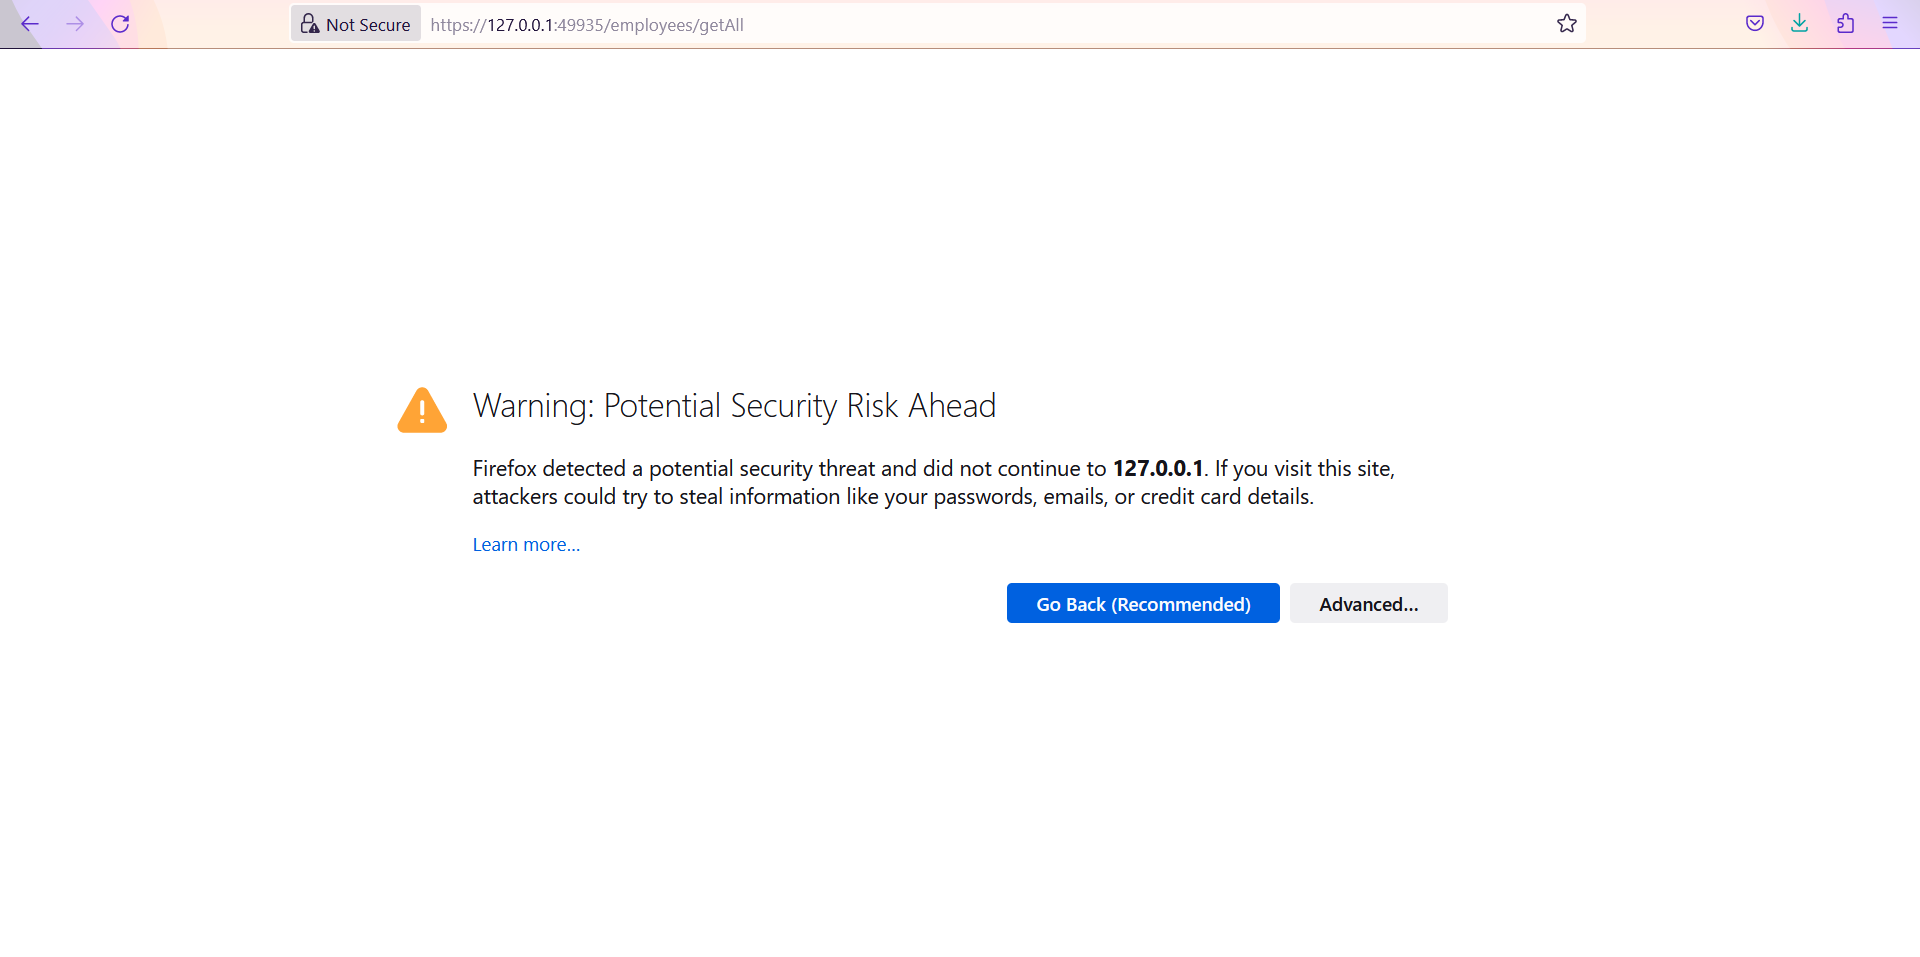 Not Secure https://127.0.0.1:49935/employees/getAll
Warning: Potential Security Risk Ahead
Firefox detected a potential security threat and did not continue to 127.0.0.1. If you visit this site,
attackers could try to steal information like your passwords, emails, or credit card details.
Learn more...
Go Back (Recommended) Advanced...